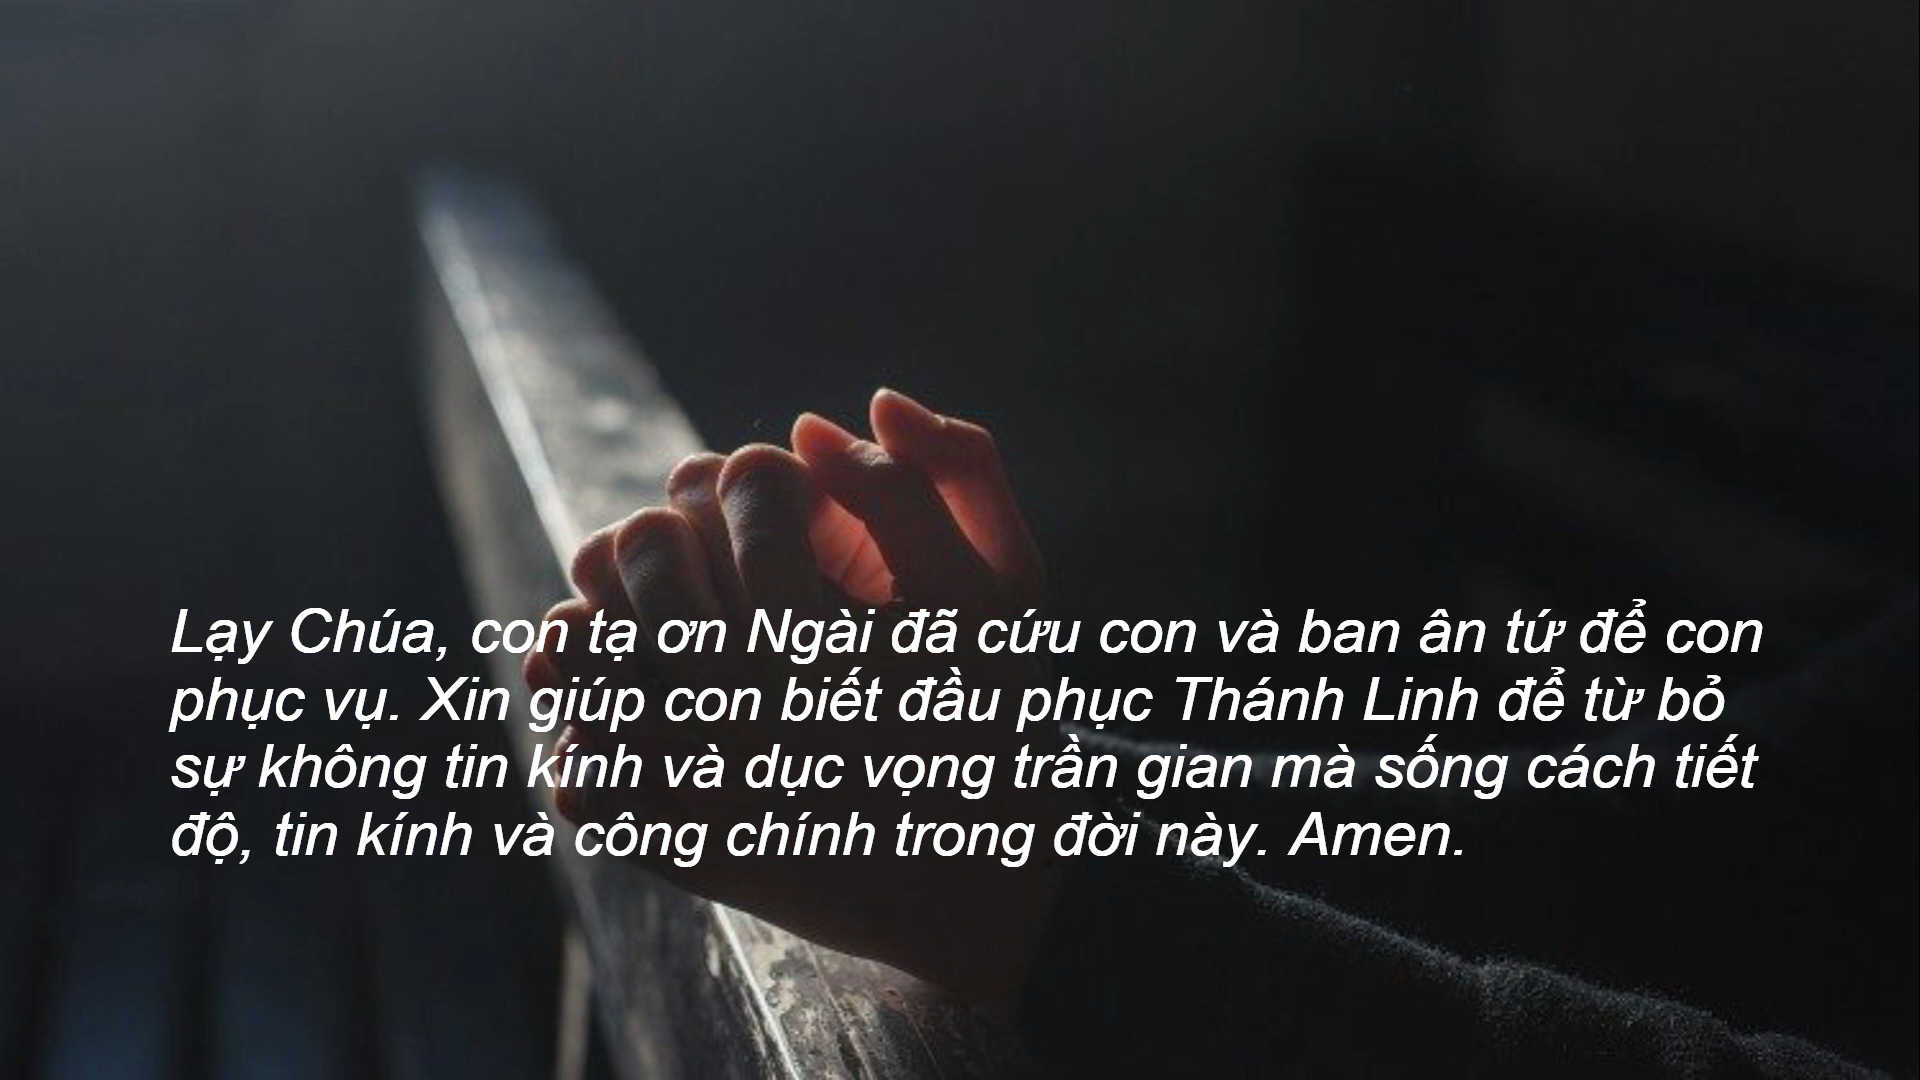 Lạy Chúa, con tạ ơn Ngài đã cứu con và ban ân tứ để con
phục vụ. Xin giúp con biết đầu phục Thánh Linh để từ bỏ
sự không tin kính và dục vọng trần gian mà sống cách tiết
độ, tin kính và công chính trong đời này. Amen.